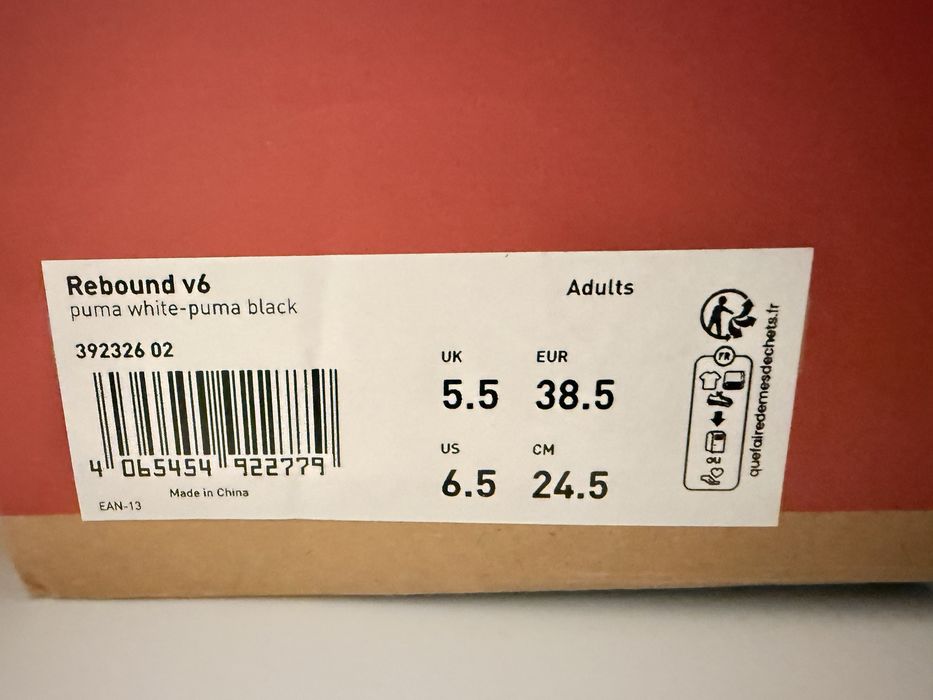 Rebound v6
puma white-puma black
Adults
392326 02
UK
EUR
5.5
38.5
US
CM
6.5
24.5
4 065454 922779
Made in China
EAN-13
FR
quefairedemesdechets.fr